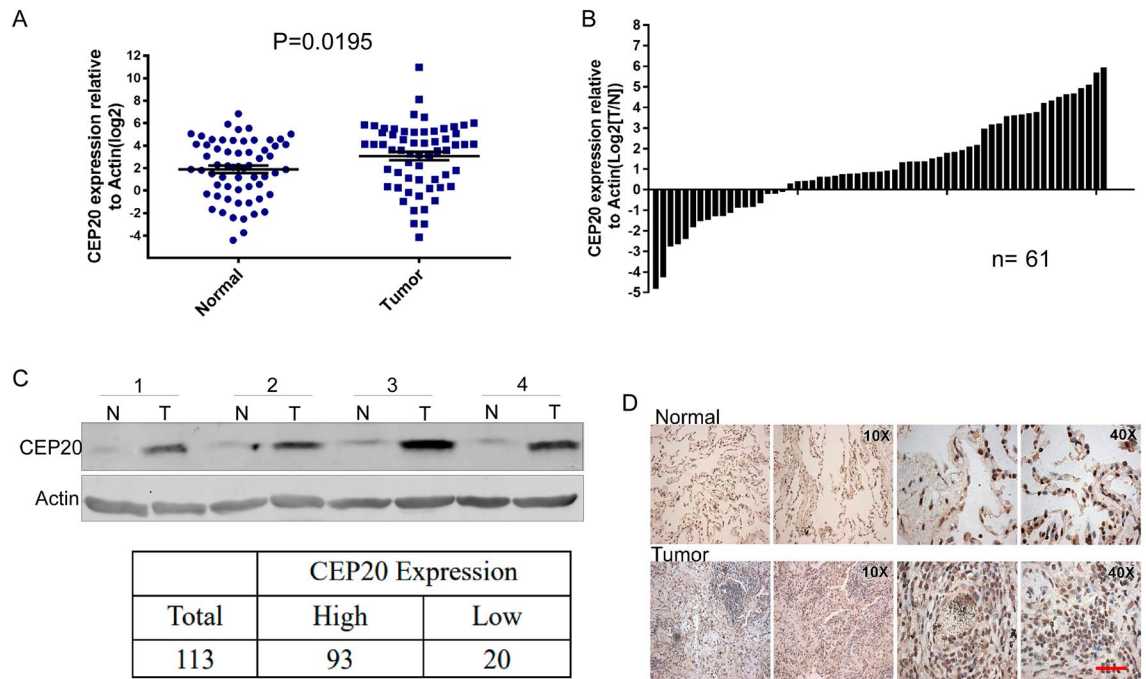 A
P=0.0195
CEP20 expression relative
to Actin(log2)
12
10
8
6
4
2
0
-2
-4
Normal
Tumor
B
CEP20 expression relative
to Actin(Log2[T/N])
8
7
6
5
4
3
2
1
0
-1
-2
-3
-4
-5
n= 61
C
1 2 3 4
N T N T N T N T
CEP20
Actin
CEP20 Expression
Total High Low
113 93 20
D
Normal
10X 40X
Tumor
10X 40X